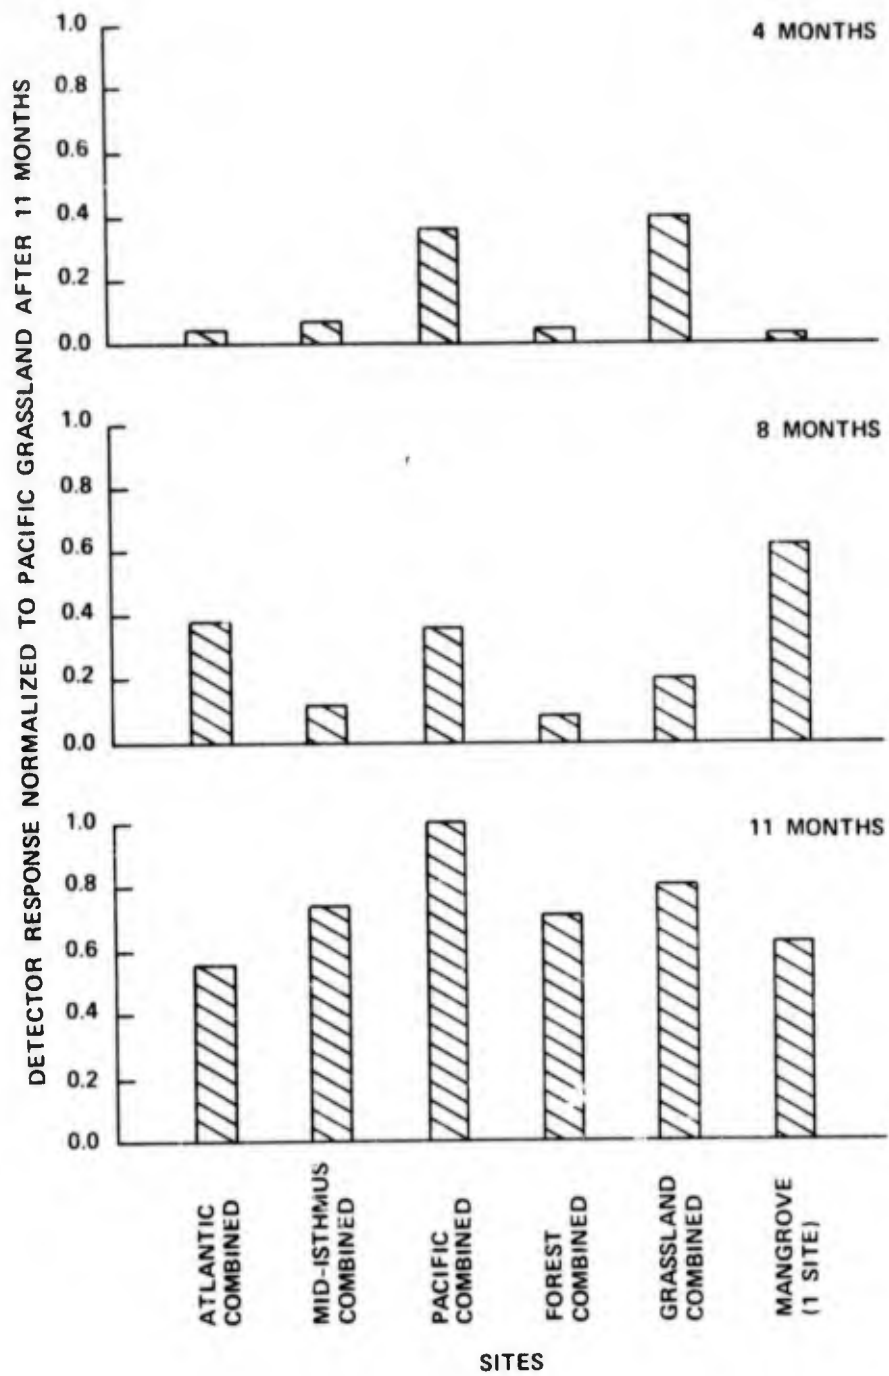 DETECTOR RESPONSE NORMALIZED TO PACIFIC GRASSLAND AFTER 11 MONTHS
4 MONTHS
1.0
0.8
0.6
0.4
0.2
0.0
8 MONTHS
1.0
0.8
0.6
0.4
0.2
0.0
11 MONTHS
1.0
0.8
0.6
0.4
0.2
0.0
ATLANTIC
COMBINED
MID-ISTHMUS
COMBINED
PACIFIC
COMBINED
FOREST
COMBINED
GRASSLAND
COMBINED
MANGROVE
(1 SITE)
SITES